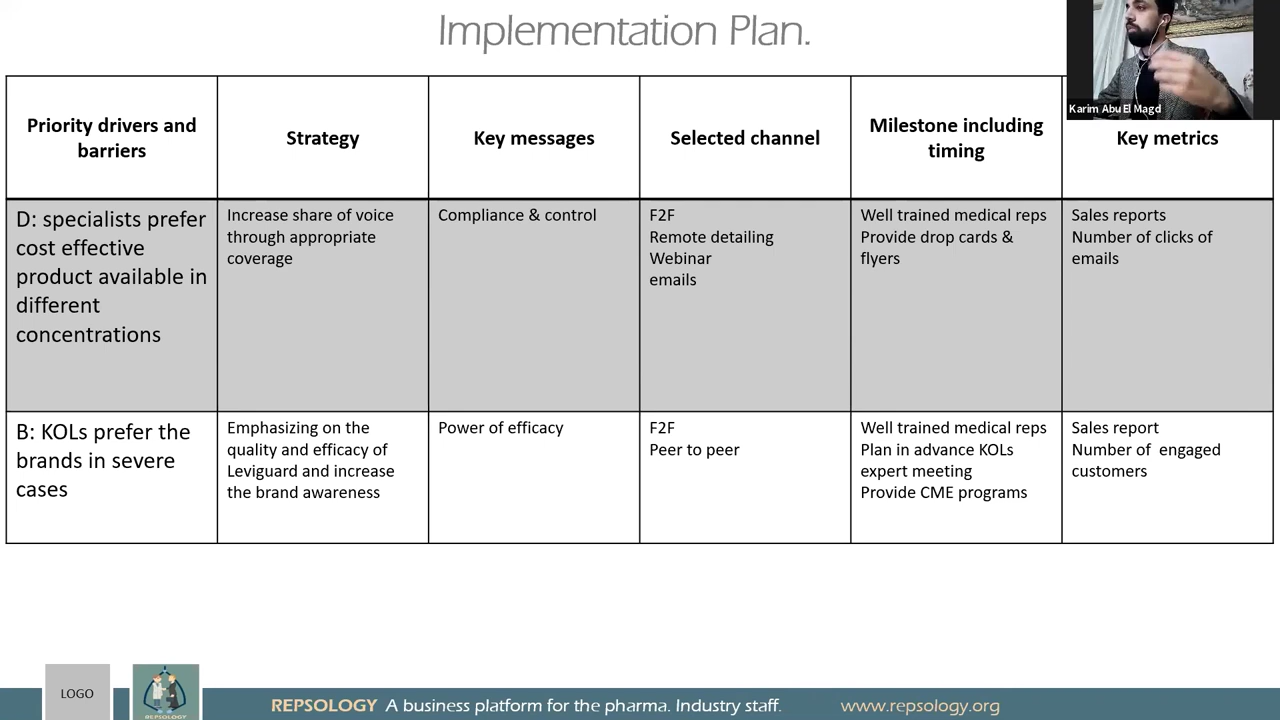 Implementation Plan.
Karim Abu El Magd
Priority drivers and
barriers
Strategy
Key messages
Selected channel
Milestone including
timing
Key metrics
D: specialists prefer
cost effective
product available in
different
concentrations
Increase share of voice
through appropriate
coverage
Compliance & control
F2F
Remote detailing
Webinar
emails
Well trained medical reps
Provide drop cards &
flyers
Sales reports
Number of clicks of
emails
B: KOLs prefer the
brands in severe
cases
Emphasizing on the
quality and efficacy of
Leviguard and increase
the brand awareness
Power of efficacy
F2F
Peer to peer
Well trained medical reps
Plan in advance KOLs
expert meeting
Provide CME programs
Sales report
Number of engaged
customers
LOGO
REPSOLOGY
REPSOLOGY A business platform for the pharma. Industry staff.
www.repsology.org